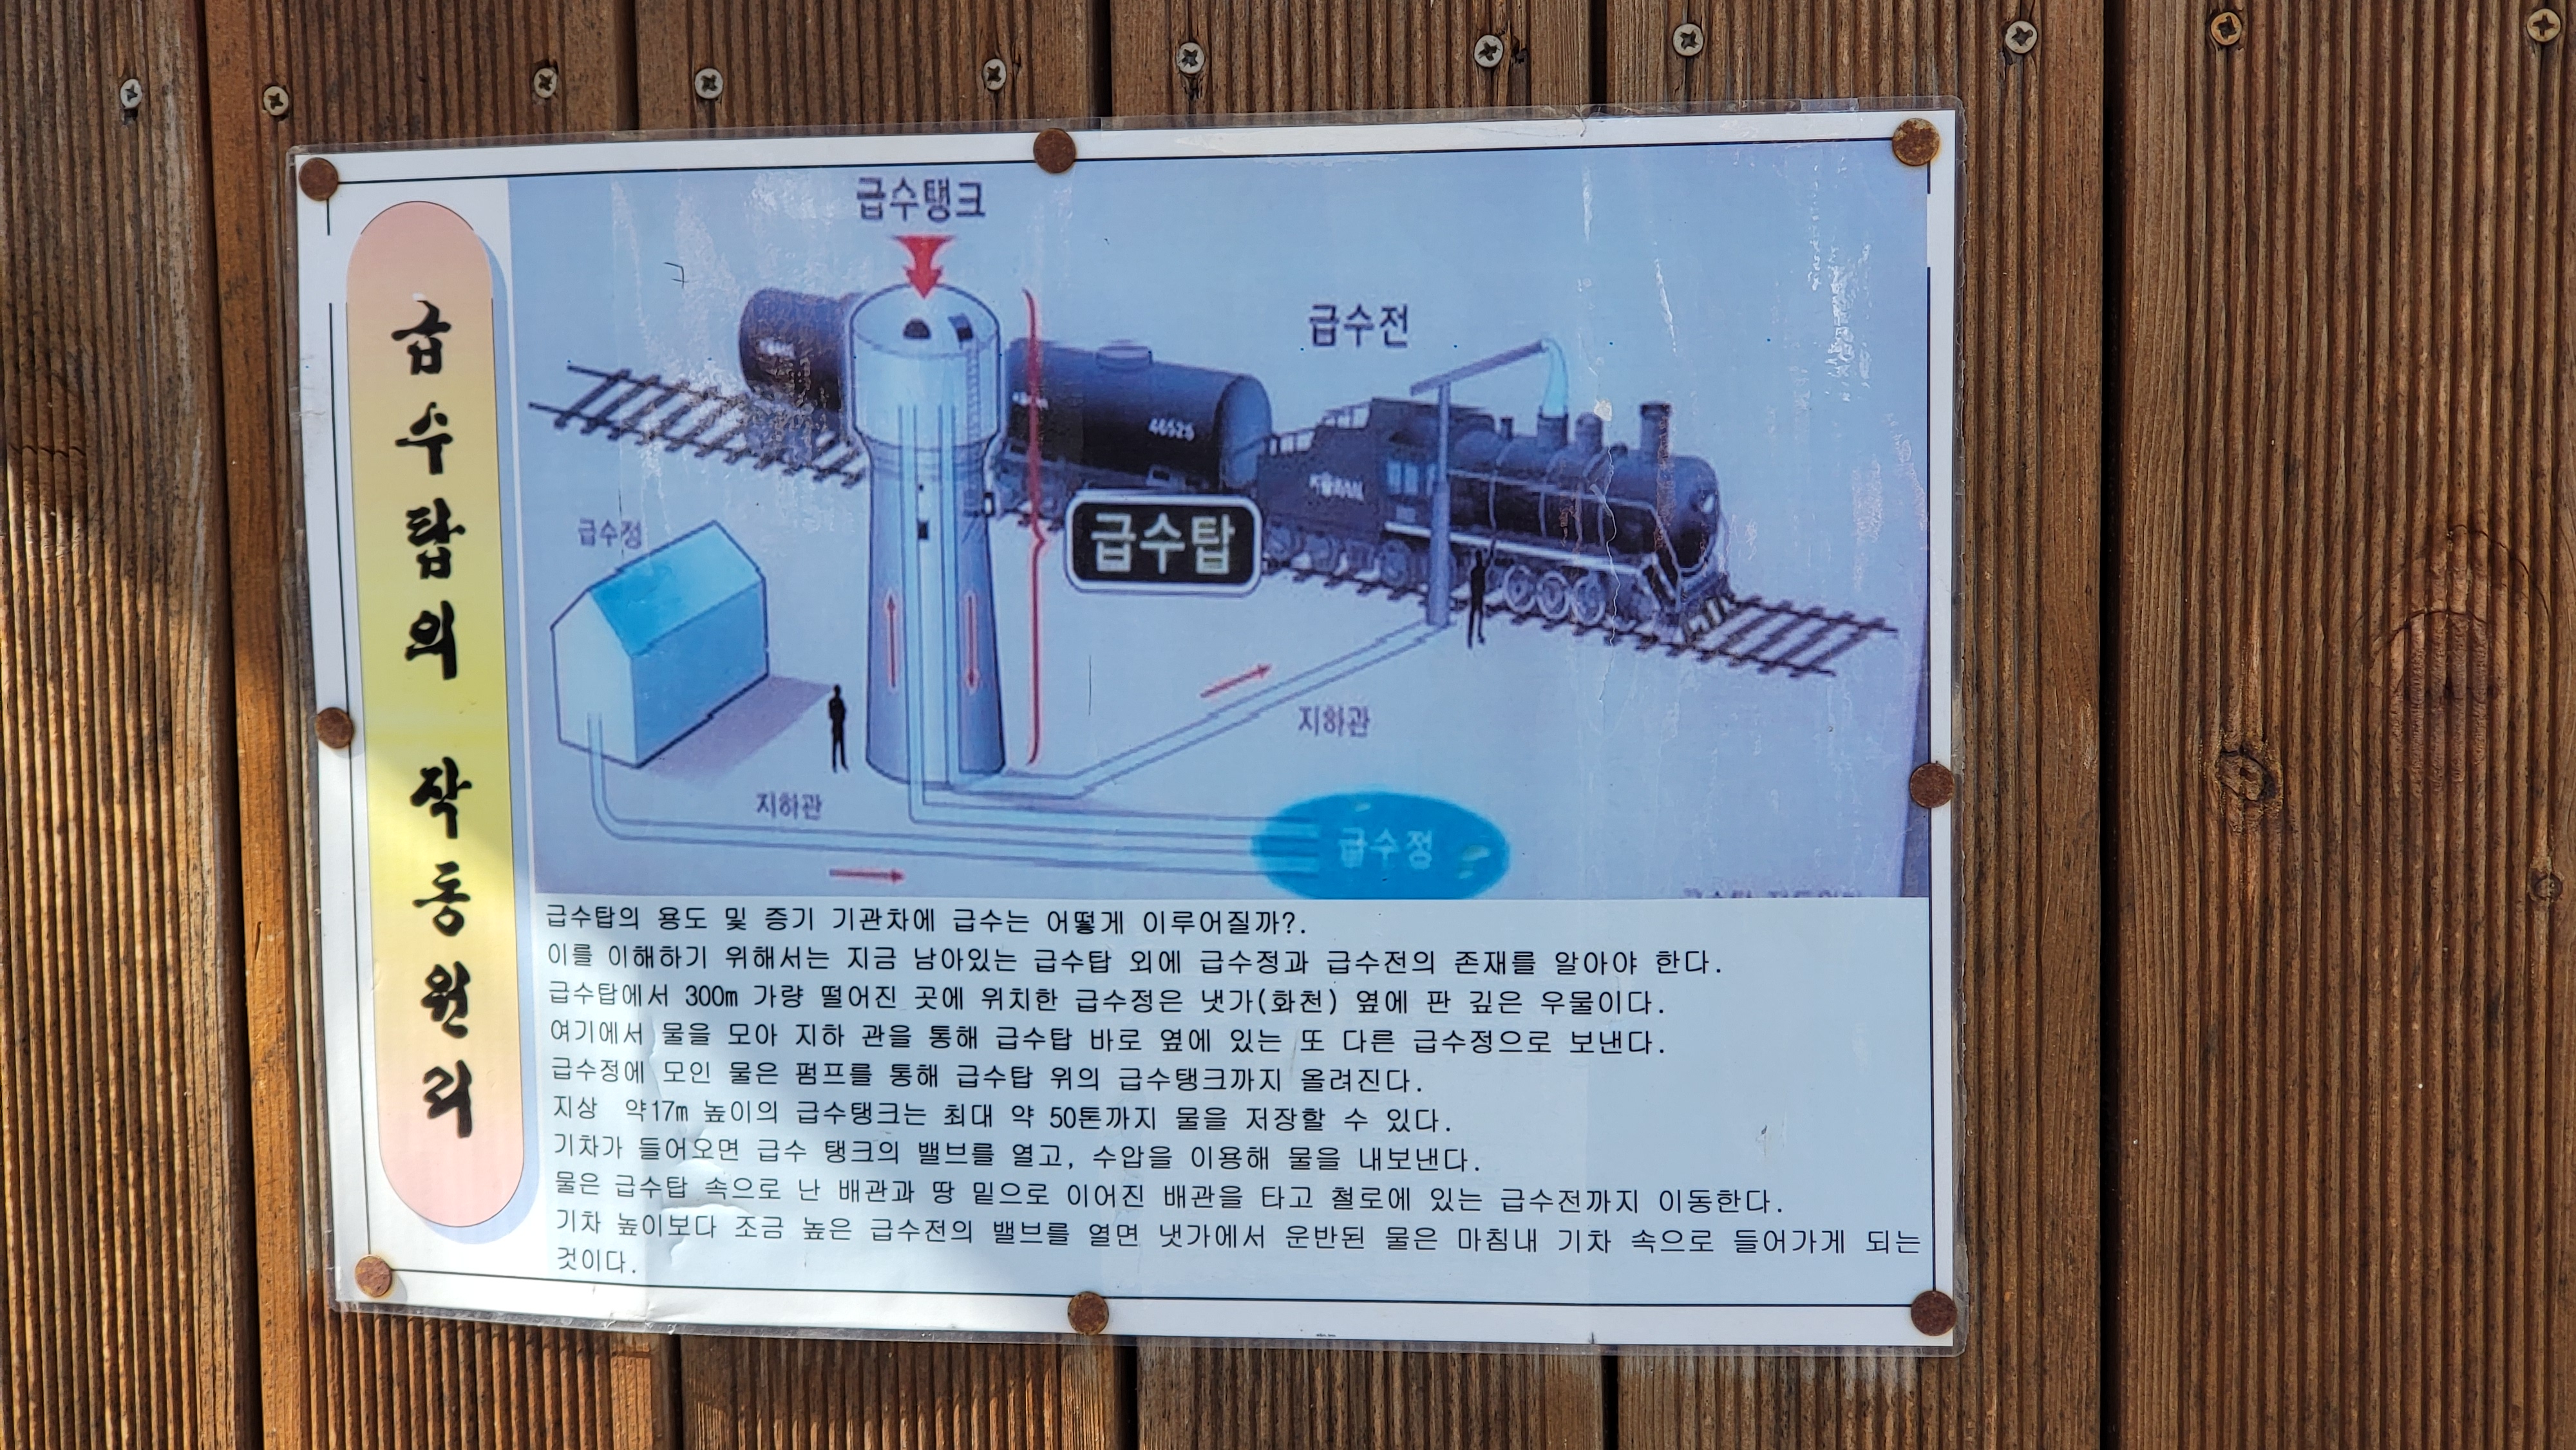 급수탑의 작동원리
급수탱크
급수전
46525
급수정
급수탑
지하관
지하관
급수정
급수탑의 용도 및 증기 기관차에 급수는 어떻게 이루어질까?.
이를 이해하기 위해서는 지금 남아있는 급수탑 외에 급수정과 급수전의 존재를 알아야 한다.
급수탑에서 300m 가량 떨어진 곳에 위치한 급수정은 냇가(화천) 옆에 판 깊은 우물이다.
여기에서 물을 모아 지하 관을 통해 급수탑 바로 옆에 있는 또 다른 급수정으로 보낸다.
급수정에 모인 물은 펌프를 통해 급수탑 위의 급수탱크까지 올려진다.
지상 약17m 높이의 급수탱크는 최대 약 50톤까지 물을 저장할 수 있다.
기차가 들어오면 급수 탱크의 밸브를 열고, 수압을 이용해 물을 내보낸다.
물은 급수탑 속으로 난 배관과 땅 밑으로 이어진 배관을 타고 철로에 있는 급수전까지 이동한다.
기차 높이보다 조금 높은 급수전의 밸브를 열면 냇가에서 운반된 물은 마침내 기차 속으로 들어가게 되는
것이다.